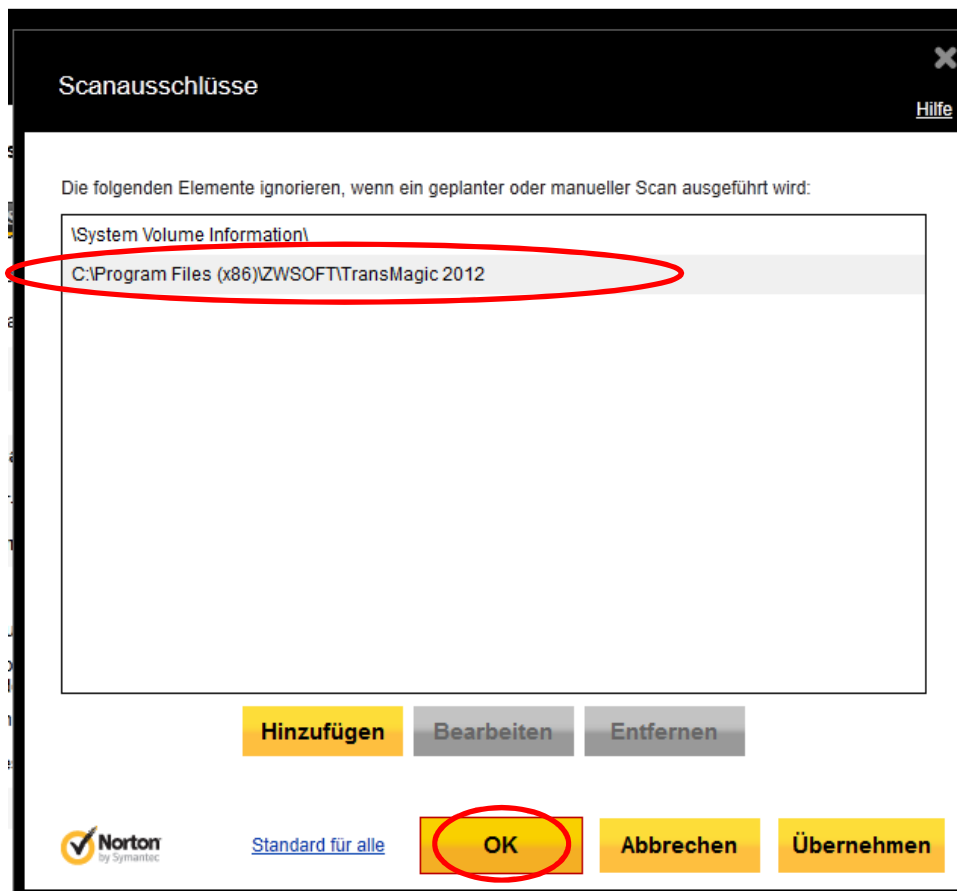 Scanausschlüsse
Hilfe
Die folgenden Elemente ignorieren, wenn ein geplanter oder manueller Scan ausgeführt wird:
\System Volume Information\
C:\Program Files (x86)\ZWSOFT\TransMagic 2012
Hinzufügen Bearbeiten Entfernen
Norton
by Symantec
Standard für alle OK Abbrechen Übernehmen